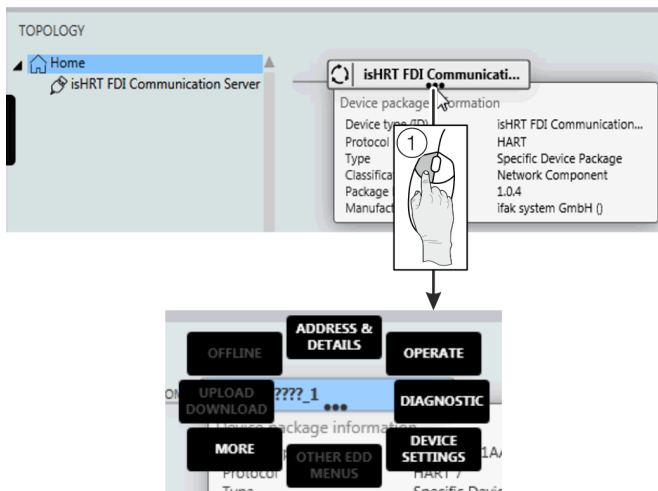 TOPOLOGY
Home
isHRT FDI Communication Server
isHRT FDI Communicati...
Device package information
Device type (ID) isHRT FDI Communication...
Protocol HART
Type Specific Device Package
Network Component
Package 1.0.4
ifak system GmbH ()
1
ADDRESS &
DETAILS
OFFLINE
OPERATE
UPLOAD
DOWNLOAD
????_1
DIAGNOSTIC
package information
MORE
OTHER EDD
MENUS
DEVICE
SETTINGS
Protocol HART 7